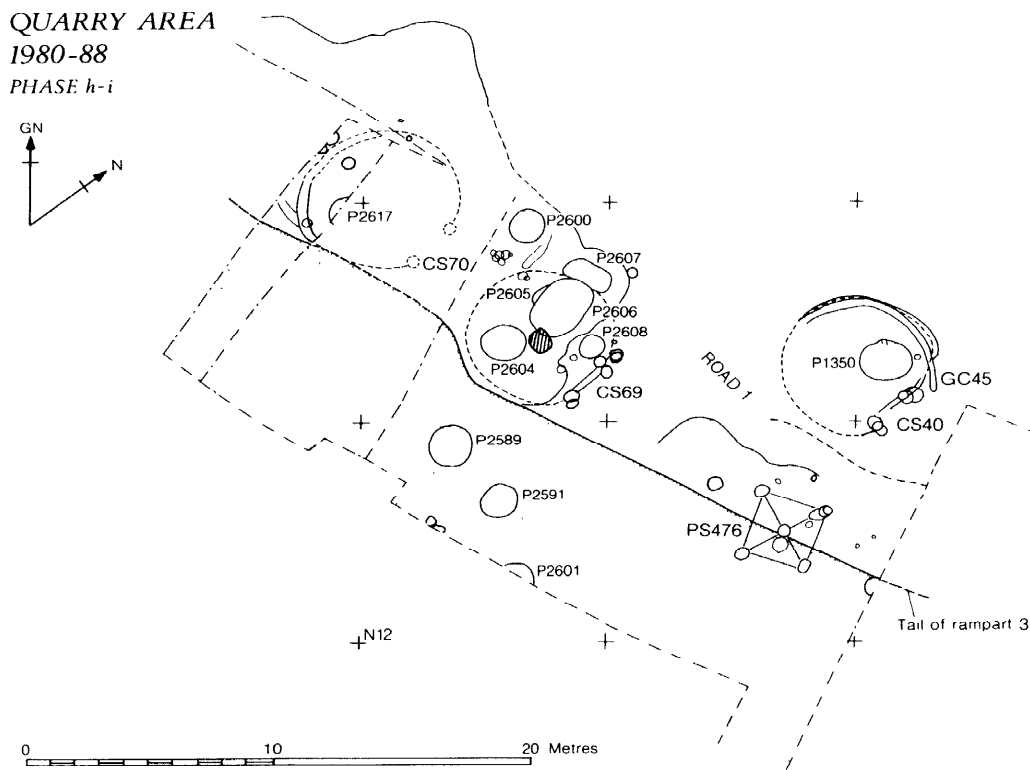 QUARRY AREA
1980-88
PHASE h-i
GN
N
P2617
CS70
P2600
P2607
P2605
P2606
P2608
P2604
CS69
ROAD 1
P1350
GC45
CS40
P2589
P2591
PS476
P2601
Tail of rampart 3
N12
0 10 20 Metres